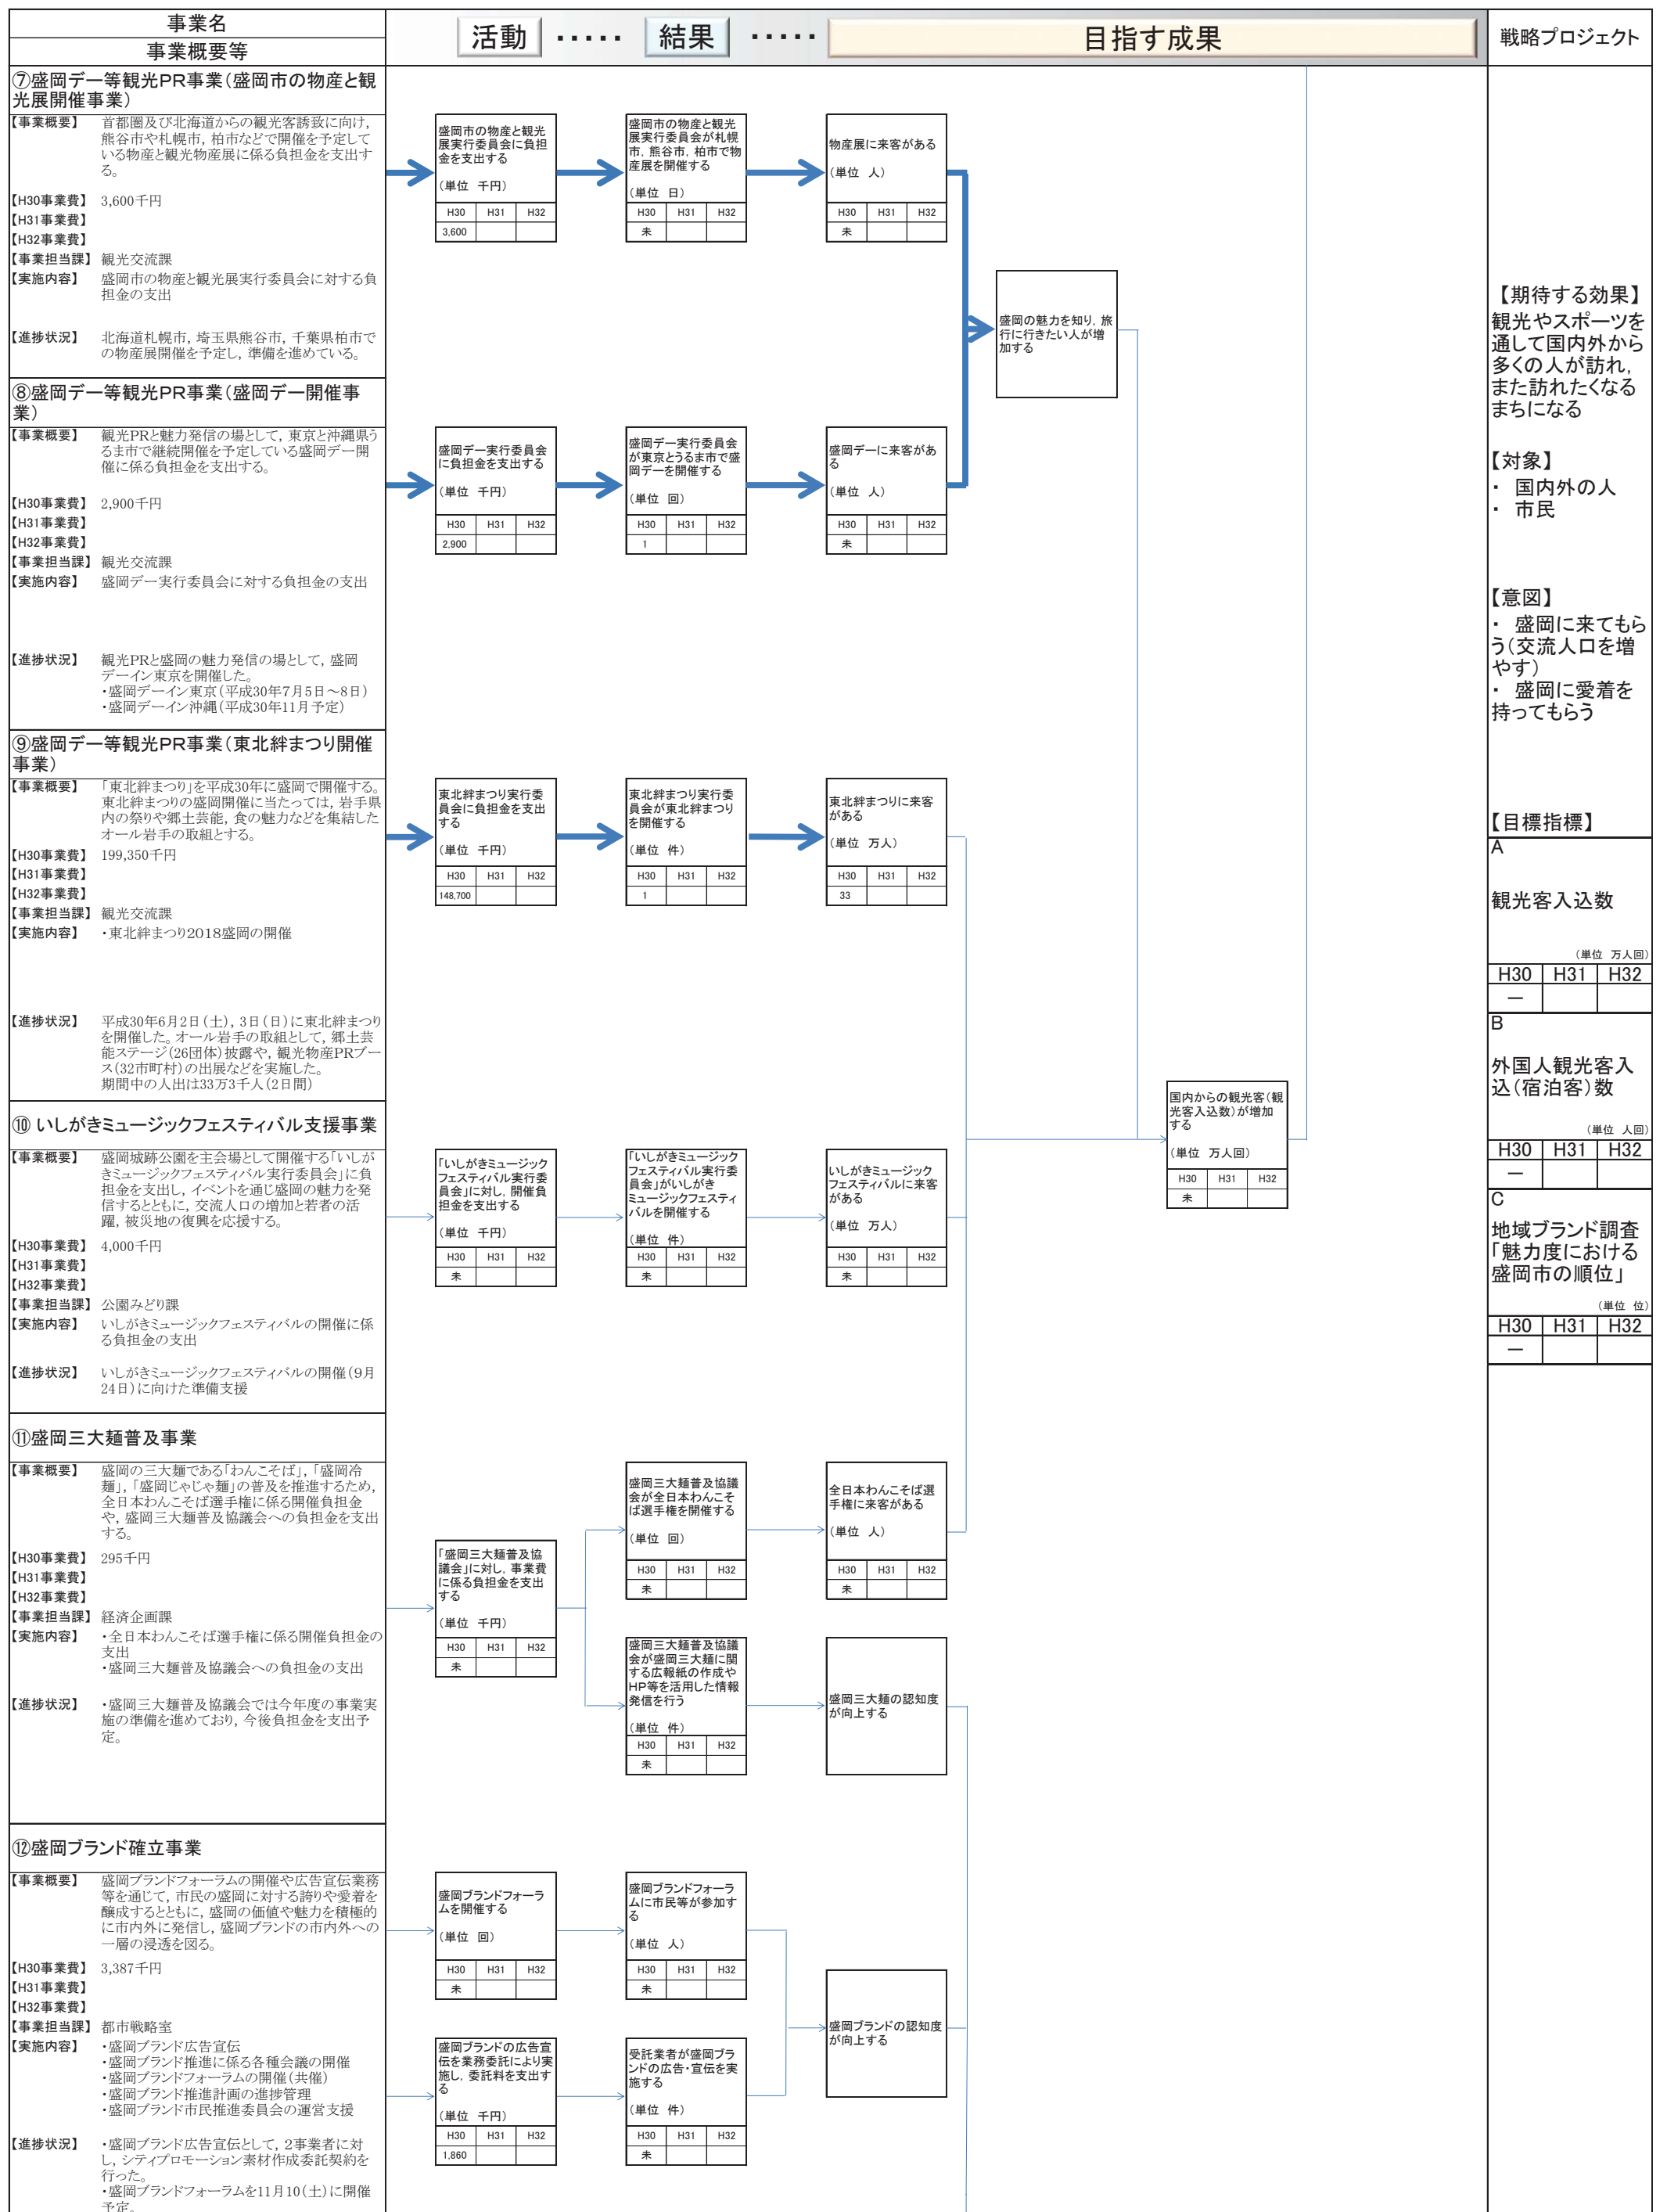 事業名
事業概要等
活動 ・・・・・ 結果 ・・・・・ 目指す成果
戦略プロジェクト
⑦盛岡デー等観光PR事業（盛岡市の物産と観
光展開催事業）
【事業概要】 首都圏及び北海道からの観光客誘致に向け，
熊谷市や札幌市，柏市などで開催を予定して
いる物産と観光物産展に係る負担金を支出す
る。
【H30事業費】 3,600千円
【H31事業費】
【H32事業費】
【事業担当課】 観光交流課
【実施内容】 盛岡市の物産と観光展実行委員会に対する負
担金の支出
【進捗状況】 北海道札幌市，埼玉県熊谷市，千葉県柏市で
の物産展開催を予定し，準備を進めている。
盛岡市の物産と観光
展実行委員会に負担
金を支出する
（単位 千円）
H30 H31 H32
3,600
盛岡市の物産と観光
展実行委員会が札幌
市，熊谷市，柏市で物
産展を開催する
（単位 日）
H30 H31 H32
未
物産展に来客がある
（単位 人）
H30 H31 H32
未
盛岡の魅力を知り，旅
行に行きたい人が増
加する
⑧盛岡デー等観光PR事業（盛岡デー開催事
業）
【事業概要】 観光PRと魅力発信の場として，東京と沖縄県う
るま市で継続開催を予定している盛岡デー開
催に係る負担金を支出する。
【H30事業費】 2,900千円
【H31事業費】
【H32事業費】
【事業担当課】 観光交流課
【実施内容】 盛岡デー実行委員会に対する負担金の支出
【進捗状況】 観光PRと盛岡の魅力発信の場として，盛岡
デーイン東京を開催した。
・盛岡デーイン東京（平成30年7月5日～8日）
・盛岡デーイン沖縄（平成30年11月予定）
盛岡デー実行委員会
に負担金を支出する
（単位 千円）
H30 H31 H32
2,900
盛岡デー実行委員会
が東京とうるま市で盛
岡デーを開催する
（単位 回）
H30 H31 H32
1
盛岡デーに来客があ
る
（単位 人）
H30 H31 H32
未
⑨盛岡デー等観光PR事業（東北絆まつり開催
事業）
【事業概要】 「東北絆まつり」を平成30年に盛岡で開催する。
東北絆まつりの盛岡開催に当たっては，岩手県
内の祭りや郷土芸能，食の魅力などを集結した
オール岩手の取組とする。
【H30事業費】 199,350千円
【H31事業費】
【H32事業費】
【事業担当課】 観光交流課
【実施内容】 ・東北絆まつり2018盛岡の開催
【進捗状況】 平成30年6月2日（土），3日（日）に東北絆まつり
を開催した。オール岩手の取組として，郷土芸
能ステージ（26団体）披露や，観光物産PRブー
ス（32市町村）の出展などを実施した。
期間中の人出は33万3千人（2日間）
東北絆まつり実行委
員会に負担金を支出
する
（単位 千円）
H30 H31 H32
148,700
東北絆まつり実行委
員会が東北絆まつり
を開催する
（単位 件）
H30 H31 H32
1
東北絆まつりに来客
がある
（単位 万人）
H30 H31 H32
33
⑩ いしがきミュージックフェスティバル支援事業
【事業概要】 盛岡城跡公園を主会場として開催する「いしが
きミュージックフェスティバル実行委員会」に負
担金を支出し，イベントを通じ盛岡の魅力を発
信するとともに，交流人口の増加と若者の活
躍，被災地の復興を応援する。
【H30事業費】 4,000千円
【H31事業費】
【H32事業費】
【事業担当課】 公園みどり課
【実施内容】 いしがきミュージックフェスティバルの開催に係
る負担金の支出
【進捗状況】 いしがきミュージックフェスティバルの開催（9月
24日）に向けた準備支援
「いしがきミュージック
フェスティバル実行委
員会」に対し，開催負
担金を支出する
（単位 千円）
H30 H31 H32
未
「いしがきミュージック
フェスティバル実行委
員会」がいしがき
ミュージックフェスティ
バルを開催する
（単位 件）
H30 H31 H32
未
いしがきミュージック
フェスティバルに来客
がある
（単位 万人）
H30 H31 H32
未
国内からの観光客（観
光客入込数）が増加
する
（単位 万人回）
H30 H31 H32
未
⑪盛岡三大麺普及事業
【事業概要】 盛岡の三大麺である「わんこそば」，「盛岡冷
麺」，「盛岡じゃじゃ麺」の普及を推進するため，
全日本わんこそば選手権に係る開催負担金
や，盛岡三大麺普及協議会への負担金を支出
する。
【H30事業費】 295千円
【H31事業費】
【H32事業費】
【事業担当課】 経済企画課
【実施内容】 ・全日本わんこそば選手権に係る開催負担金の
支出
・盛岡三大麺普及協議会への負担金の支出
【進捗状況】 ・盛岡三大麺普及協議会では今年度の事業実
施の準備を進めており，今後負担金を支出予
定。
「盛岡三大麺普及協
議会」に対し，事業費
に係る負担金を支出
する
（単位 千円）
H30 H31 H32
未
盛岡三大麺普及協議
会が全日本わんこそ
ば選手権を開催する
（単位 回）
H30 H31 H32
未
全日本わんこそば選
手権に来客がある
（単位 人）
H30 H31 H32
未
盛岡三大麺普及協議
会が盛岡三大麺に関
する広報紙の作成や
HP等を活用した情報
発信を行う
（単位 件）
H30 H31 H32
未
盛岡三大麺の認知度
が向上する
⑫盛岡ブランド確立事業
【事業概要】 盛岡ブランドフォーラムの開催や広告宣伝業務
等を通じて，市民の盛岡に対する誇りや愛着を
醸成するとともに，盛岡の価値や魅力を積極的
に市内外に発信し，盛岡ブランドの市内外への
一層の浸透を図る。
【H30事業費】 3,387千円
【H31事業費】
【H32事業費】
【事業担当課】 都市戦略室
【実施内容】 ・盛岡ブランド広告宣伝
・盛岡ブランド推進に係る各種会議の開催
・盛岡ブランドフォーラムの開催（共催）
・盛岡ブランド推進計画の進捗管理
・盛岡ブランド市民推進委員会の運営支援
【進捗状況】 ・盛岡ブランド広告宣伝として，2事業者に対
し，シティプロモーション素材作成委託契約を
行った。
・盛岡ブランドフォーラムを11月10（土）に開催
予定。
盛岡ブランドフォーラ
ムを開催する
（単位 回）
H30 H31 H32
未
盛岡ブランドフォーラ
ムに市民等が参加す
る
（単位 人）
H30 H31 H32
未
盛岡ブランドの認知度
が向上する
盛岡ブランドの広告宣
伝を業務委託により実
施し，委託料を支出す
る
（単位 千円）
H30 H31 H32
1,860
受託業者が盛岡ブラ
ンドの広告・宣伝を実
施する
（単位 件）
H30 H31 H32
未
【期待する効果】
観光やスポーツを
通して国内外から
多くの人が訪れ，
また訪れたくなる
まちになる
【対象】
・ 国内外の人
・ 市民
【意図】
・ 盛岡に来てもら
う（交流人口を増
やす）
・ 盛岡に愛着を
持ってもらう
【目標指標】
A
観光客入込数
（単位 万人回）
H30 H31 H32
－
B
外国人観光客入
込（宿泊客）数
（単位 人回）
H30 H31 H32
－
C
地域ブランド調査
「魅力度における
盛岡市の順位」
（単位 位）
H30 H31 H32
－